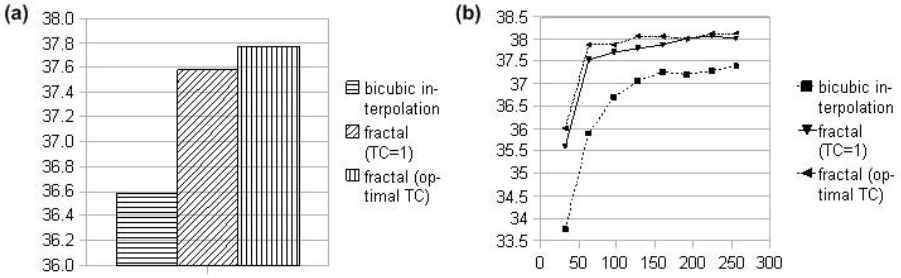 (a)
38.0
37.8
37.6
37.4
37.2
37.0
36.8
36.6
36.4
36.2
36.0
bicubic in-
terpolation
fractal
(TC=1)
fractal (op-
timal TC)
(b)
38.5
38
37.5
37
36.5
36
35.5
35
34.5
34
33.5
0 50 100 150 200 250 300
bicubic in-
terpolation
fractal
(TC=1)
fractal (op-
timal TC)